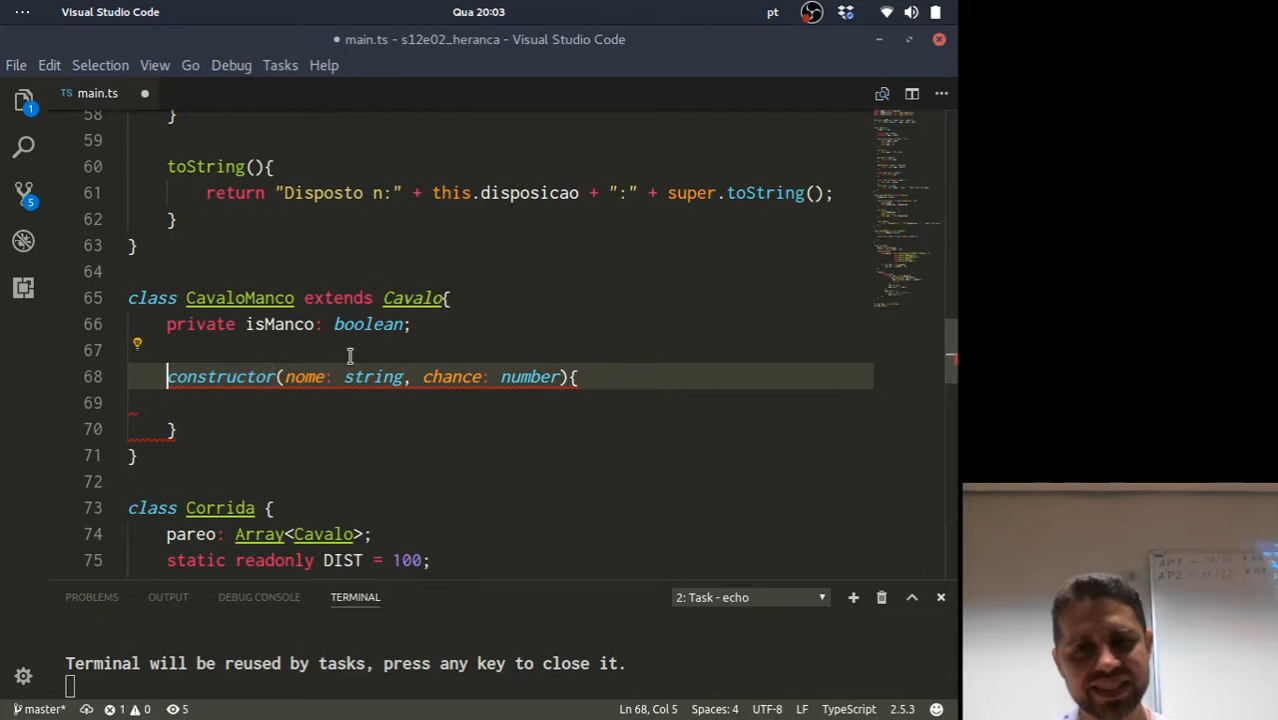 Visual Studio Code
Qua 20:03
pt
● main.ts - s12e02_heranca - Visual Studio Code
File Edit Selection View Go Debug Tasks Help
TS main.ts
58 }
59
60 toString(){
61 return "Disposto n:" + this.disposicao + ":" + super.toString();
62 }
63 }
64
65 class CavaloManco extends Cavalo{
66 private isManco: boolean;
67
68 constructor(nome: string, chance: number){
69
70 }
71 }
72
73 class Corrida {
74 pareo: Array<Cavalo>;
75 static readonly DIST = 100;
1
5
PROBLEMS OUTPUT DEBUG CONSOLE TERMINAL 2: Task - echo
Terminal will be reused by tasks, press any key to close it.
master* 1 0 5 Ln 68, Col 5 Spaces: 4 UTF-8 LF TypeScript 2.5.3